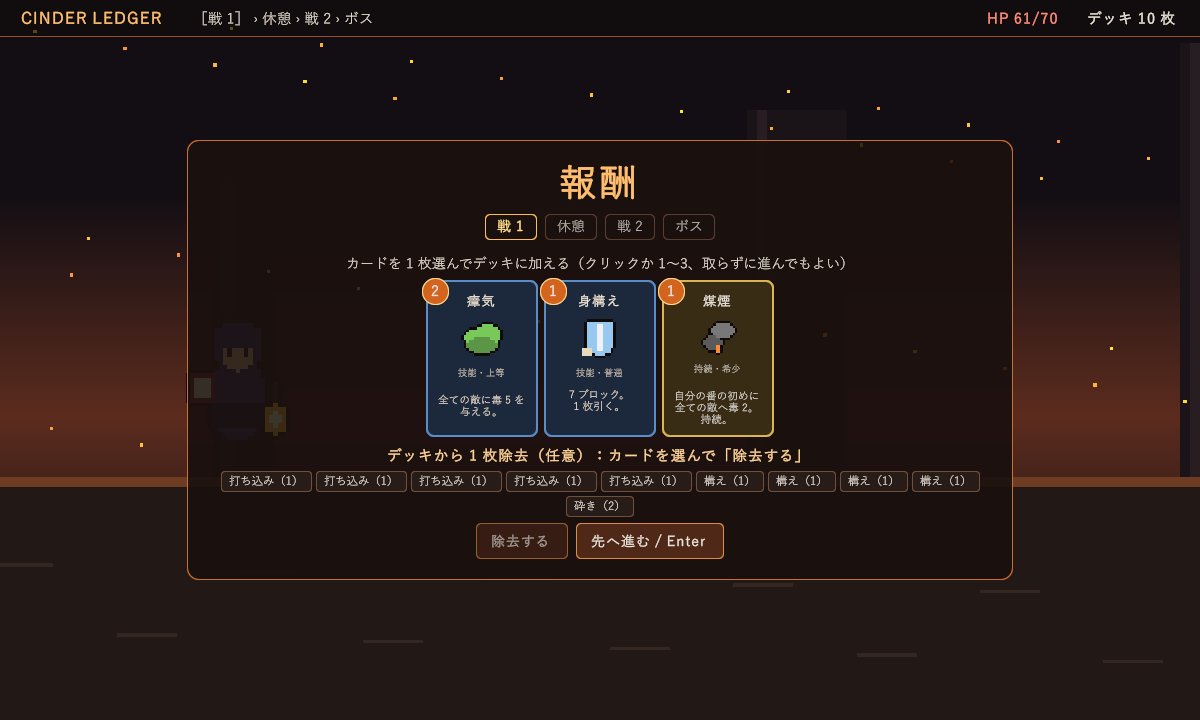 CINDER LEDGER ［戦 1］ › 休憩 › 戦 2 › ボス HP 61/70 デッキ 10 枚
報酬
戦 1 休憩 戦 2 ボス
カードを 1 枚選んでデッキに加える（クリックか 1〜3、取らずに進んでもよい）
2 瘴気
技能・上等
全ての敵に毒 5 を
与える。
1 身構え
技能・普通
7 ブロック。
1 枚引く。
1 煤煙
持続・希少
自分の番の初めに
全ての敵へ毒 2。
持続。
デッキから 1 枚除去（任意）：カードを選んで「除去する」
打ち込み（1） 打ち込み（1） 打ち込み（1） 打ち込み（1） 打ち込み（1） 構え（1） 構え（1） 構え（1） 構え（1）
砕き（2）
除去する 先へ進む / Enter